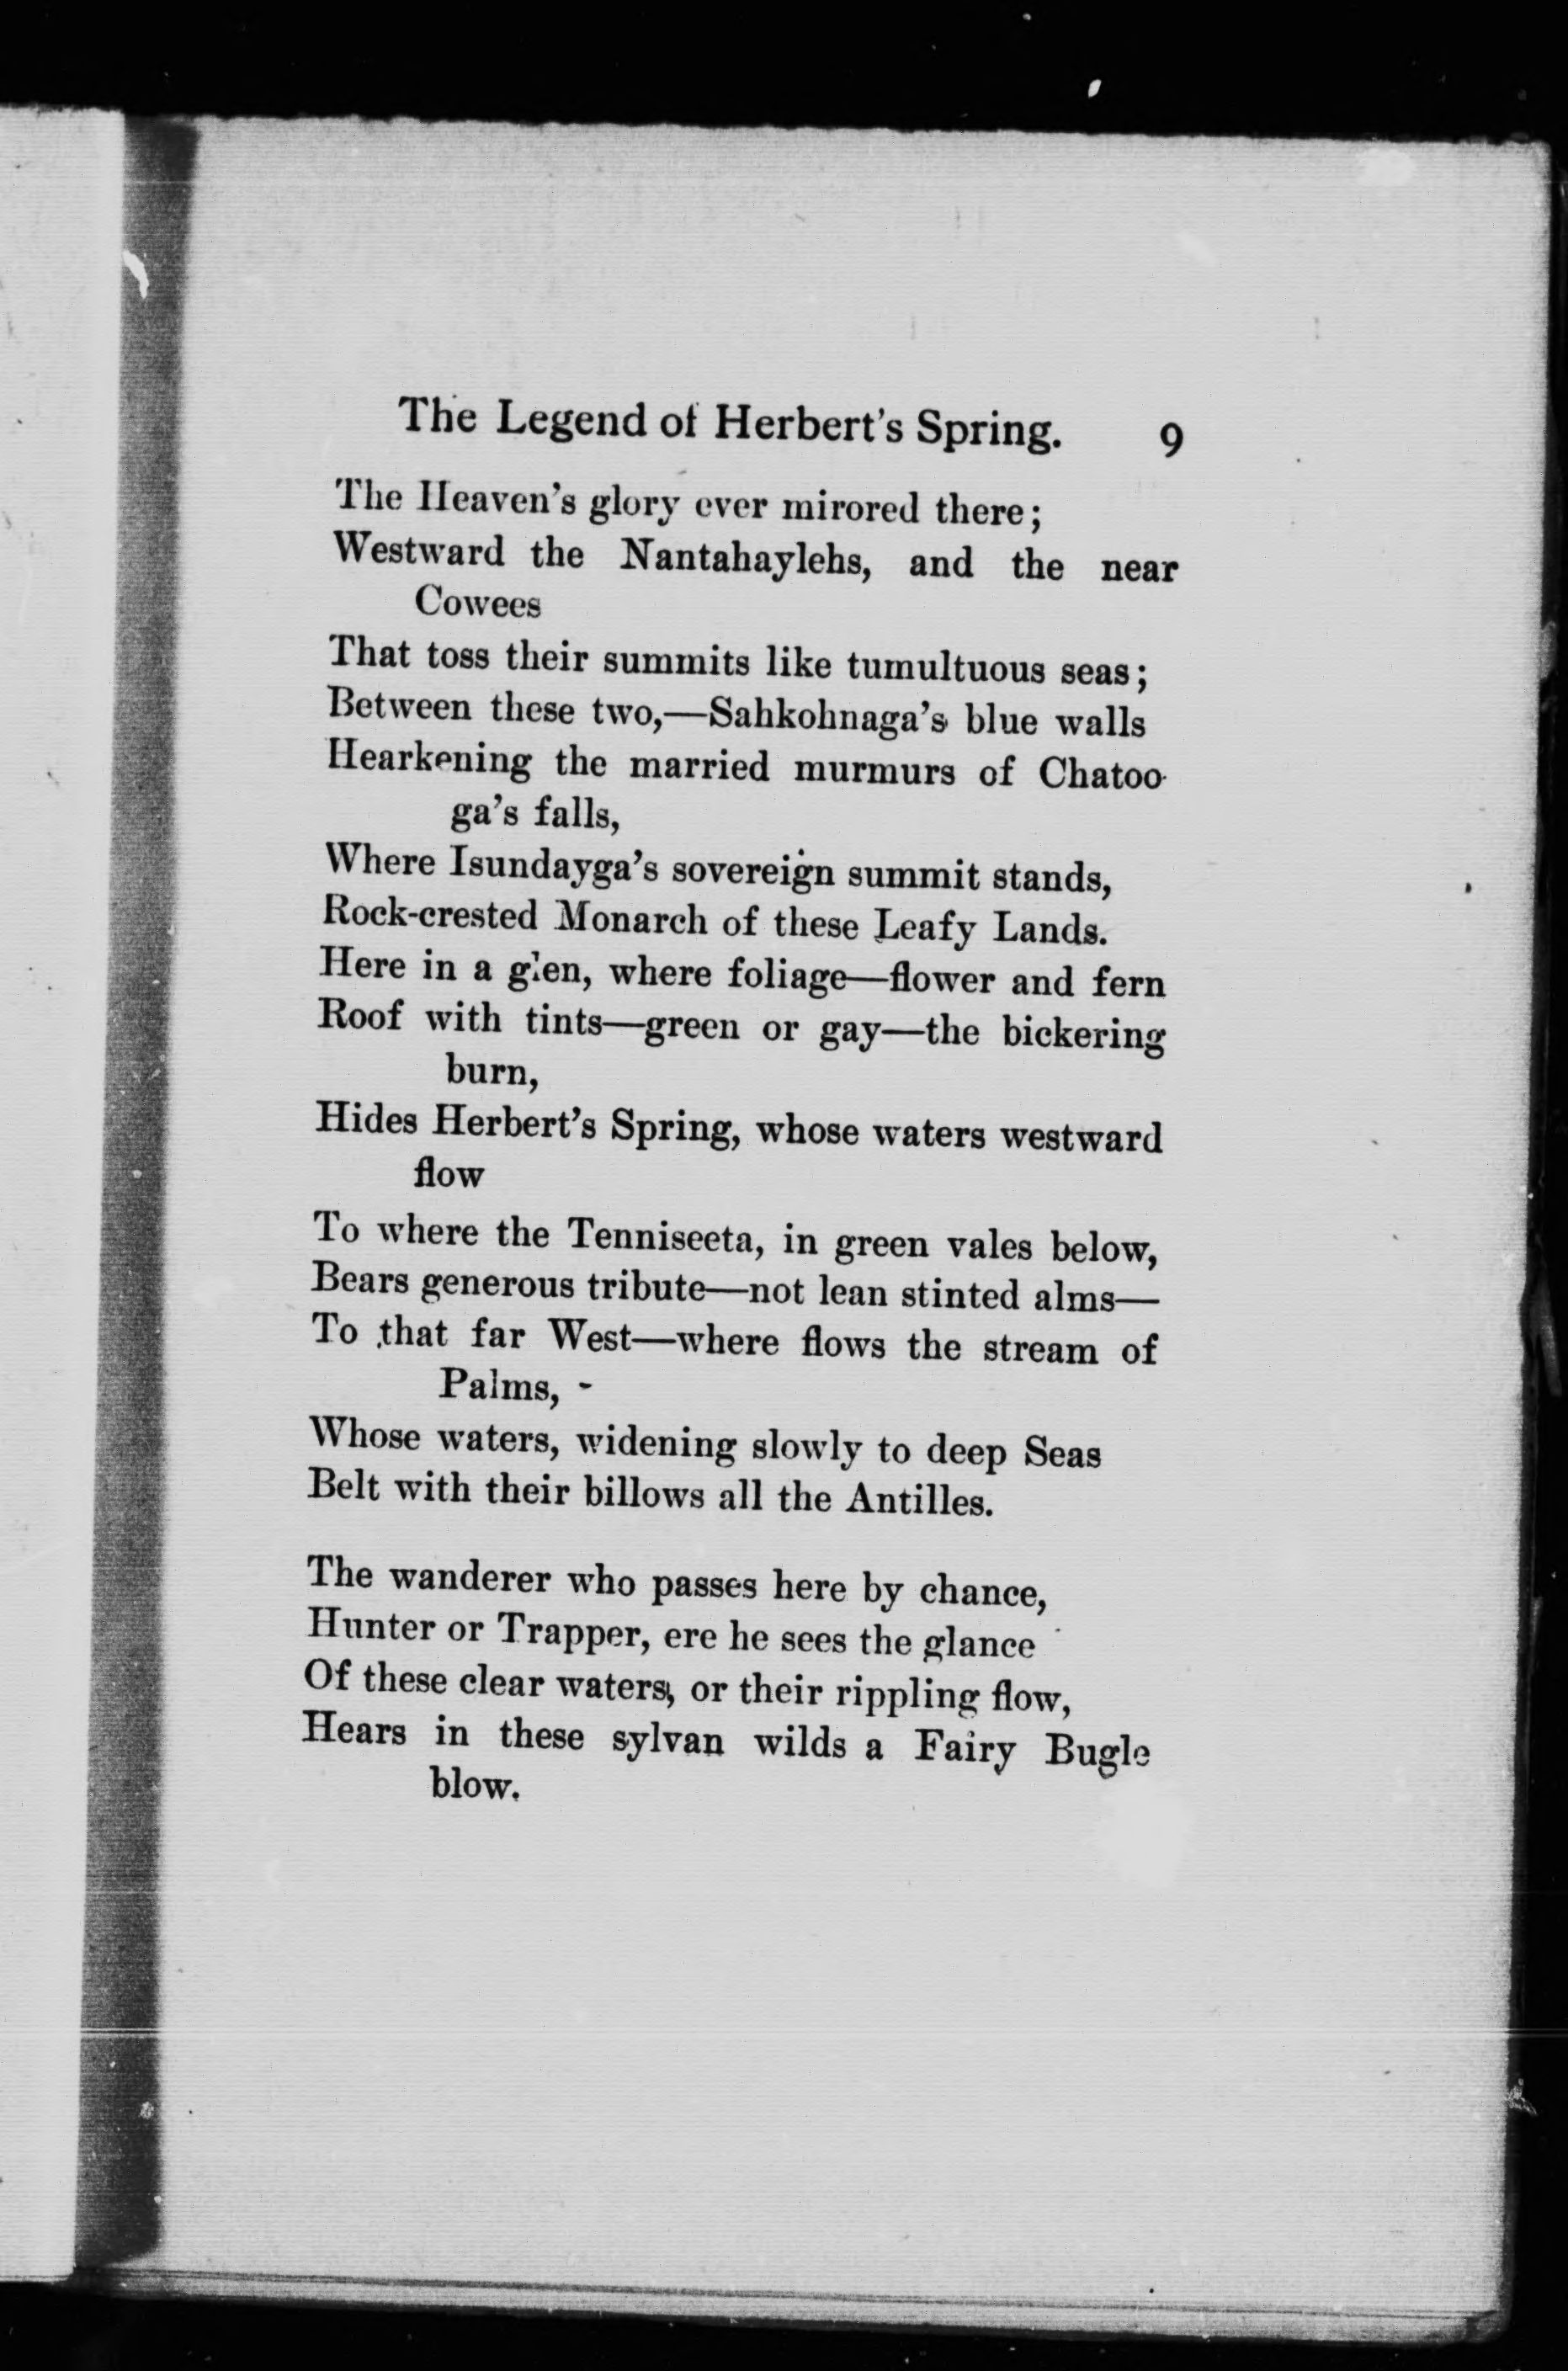 The Legend of Herbert's Spring. 9
The Heaven's glory ever mirored there;
Westward the Nantahaylehs, and the near
Cowees
That toss their summits like tumultuous seas;
Between these two,—Sahkohnaga's blue walls
Hearkening the married murmurs of Chatoo-
ga's falls,
Where Isundayga's sovereign summit stands,
Rock-crested Monarch of these Leafy Lands.
Here in a glen, where foliage—flower and fern
Roof with tints—green or gay—the bickering
burn,
Hides Herbert's Spring, whose waters westward
flow
To where the Tenniseeta, in green vales below,
Bears generous tribute—not lean stinted alms—
To that far West—where flows the stream of
Palms, -
Whose waters, widening slowly to deep Seas
Belt with their billows all the Antilles.
The wanderer who passes here by chance,
Hunter or Trapper, ere he sees the glance
Of these clear waters, or their rippling flow,
Hears in these sylvan wilds a Fairy Bugle
blow.